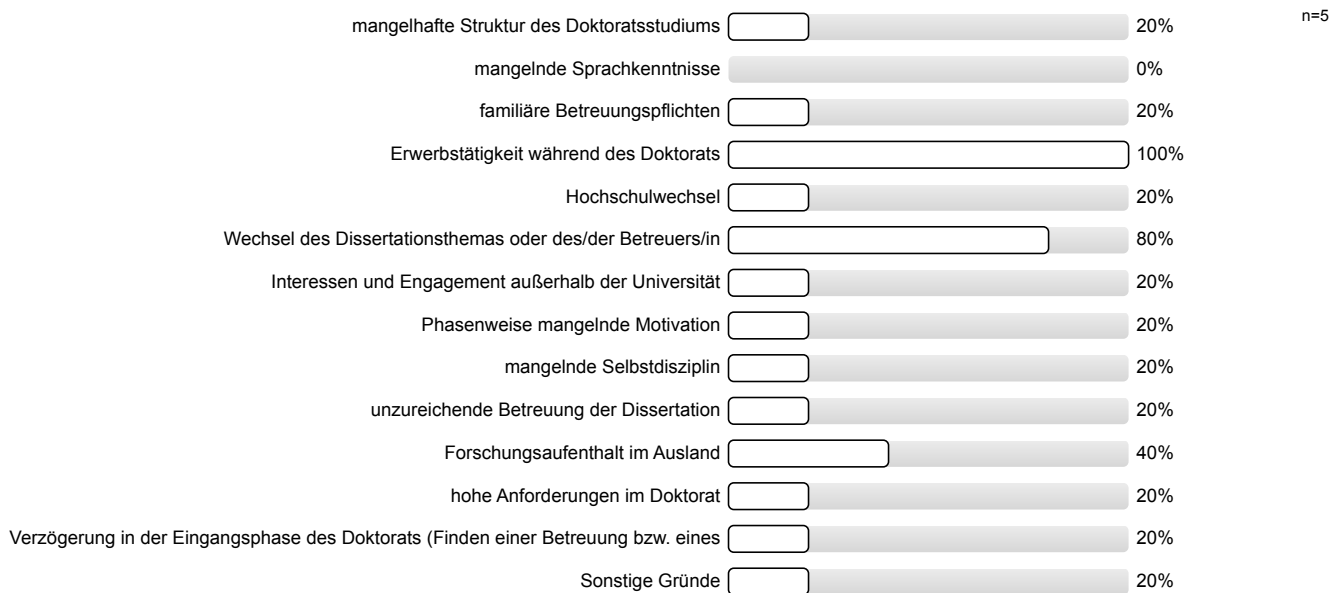 n=5
mangelhafte Struktur des Doktoratsstudiums 20%
mangelnde Sprachkenntnisse 0%
familiäre Betreuungspflichten 20%
Erwerbstätigkeit während des Doktorats 100%
Hochschulwechsel 20%
Wechsel des Dissertationsthemas oder des/der Betreuers/in 80%
Interessen und Engagement außerhalb der Universität 20%
Phasenweise mangelnde Motivation 20%
mangelnde Selbstdisziplin 20%
unzureichende Betreuung der Dissertation 20%
Forschungsaufenthalt im Ausland 40%
hohe Anforderungen im Doktorat 20%
Verzögerung in der Eingangsphase des Doktorats (Finden einer Betreuung bzw. eines 20%
Sonstige Gründe 20%